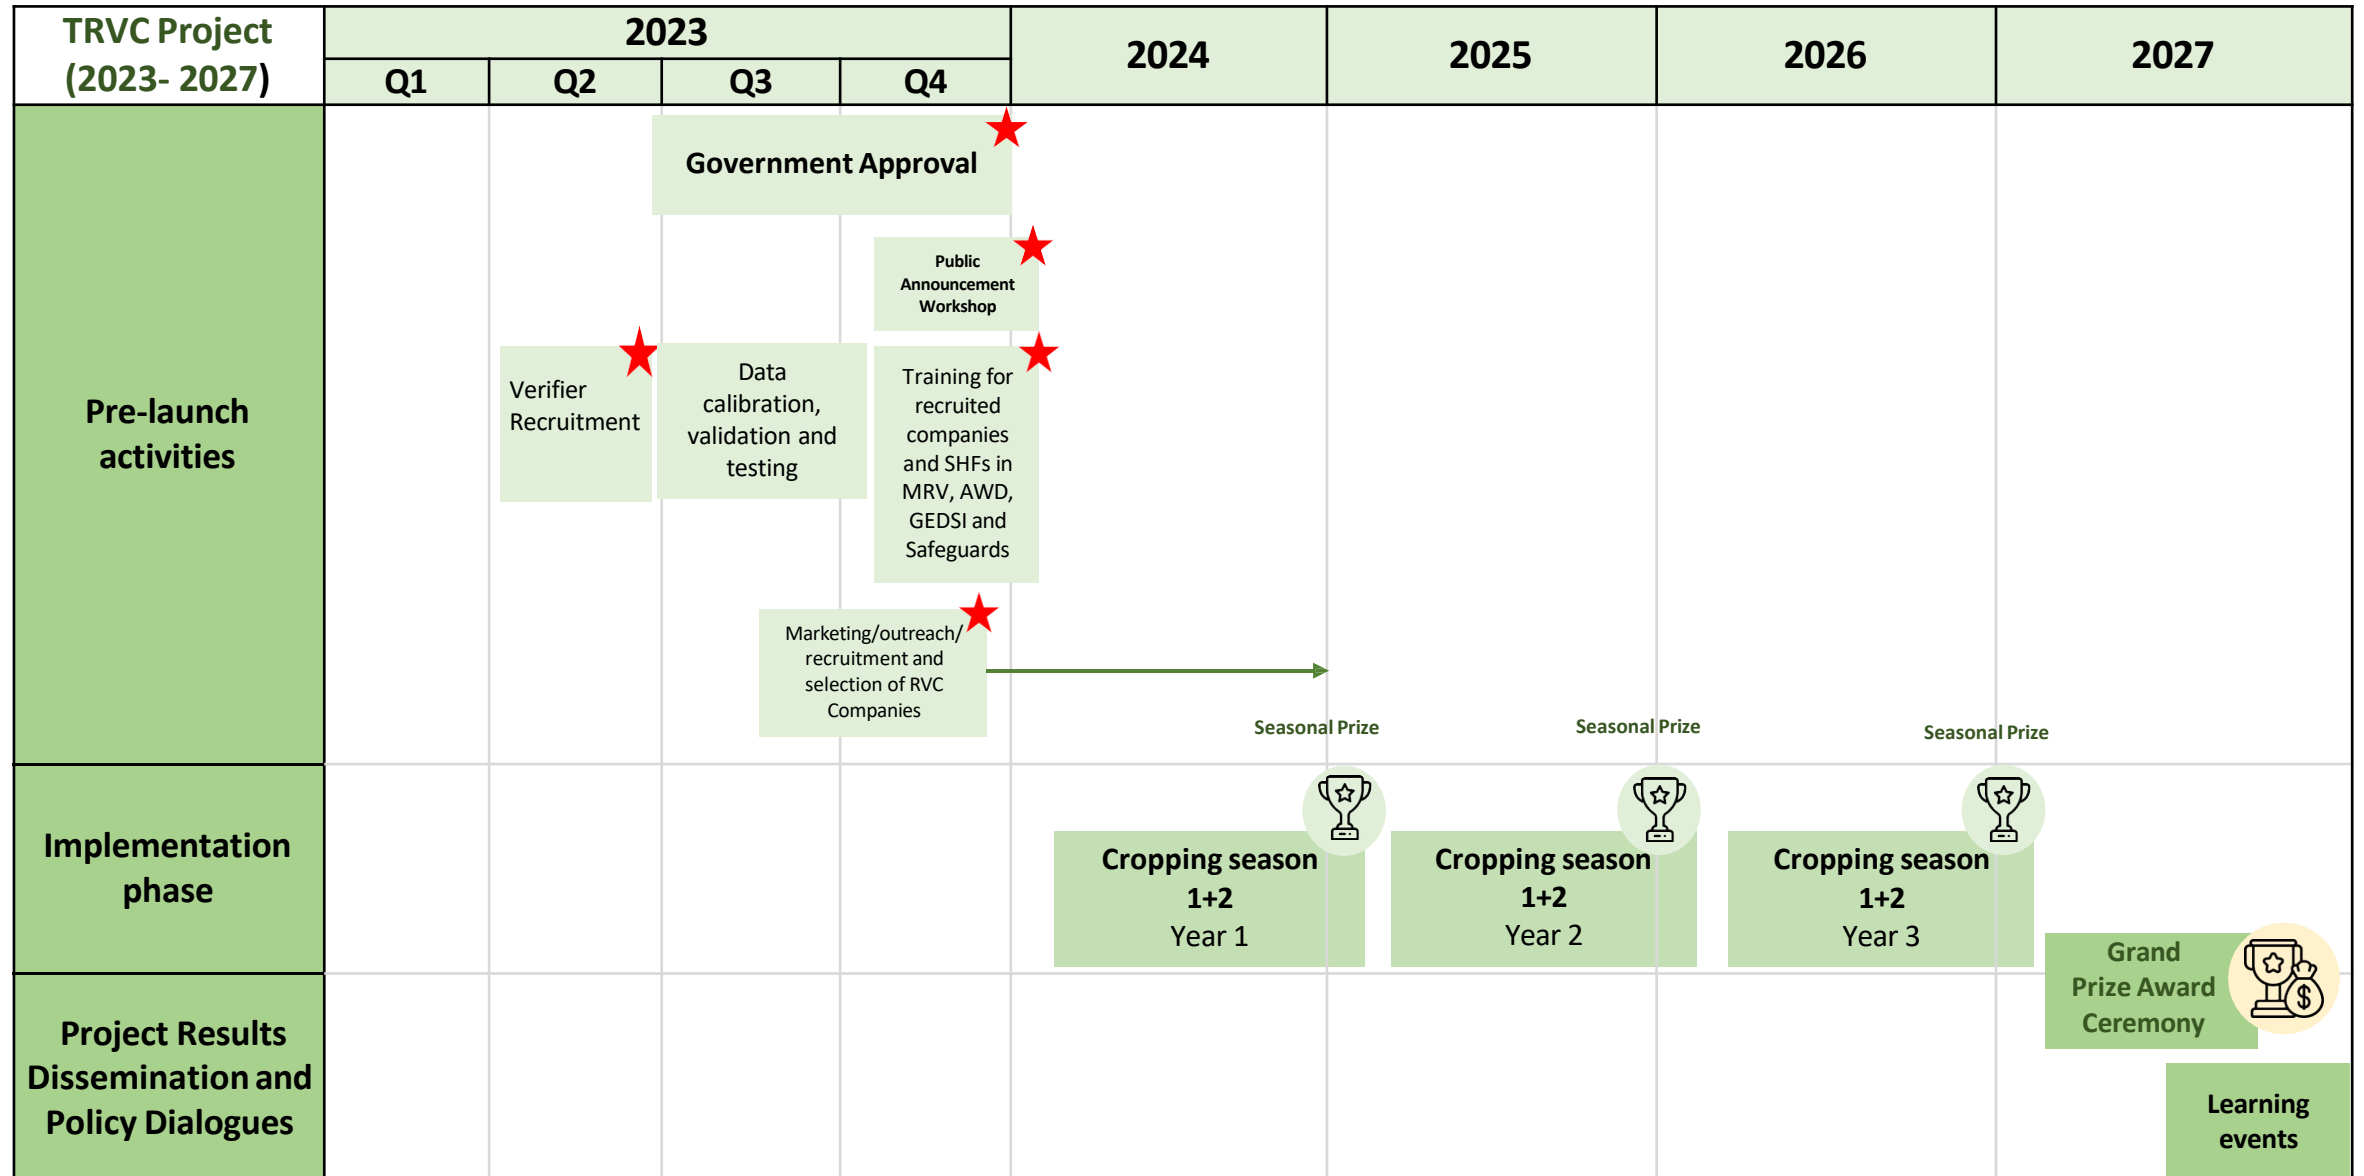 TRVC Project
(2023- 2027)
2023
2024
2025
2026
2027
Q1
Q2
Q3
Q4
Pre-launch
activities
Government Approval
Public
Announcement
Workshop
Verifier
Recruitment
Data
calibration,
validation and
testing
Training for
recruited
companies
and SHFs in
MRV, AWD,
GEDSI and
Safeguards
Marketing/outreach/
recruitment and
selection of RVC
Companies
Seasonal Prize
Seasonal Prize
Seasonal Prize
Implementation
phase
Cropping season
1+2
Year 1
Cropping season
1+2
Year 2
Cropping season
1+2
Year 3
Grand
Prize Award
Ceremony
$
Project Results
Dissemination and
Policy Dialogues
Learning
events